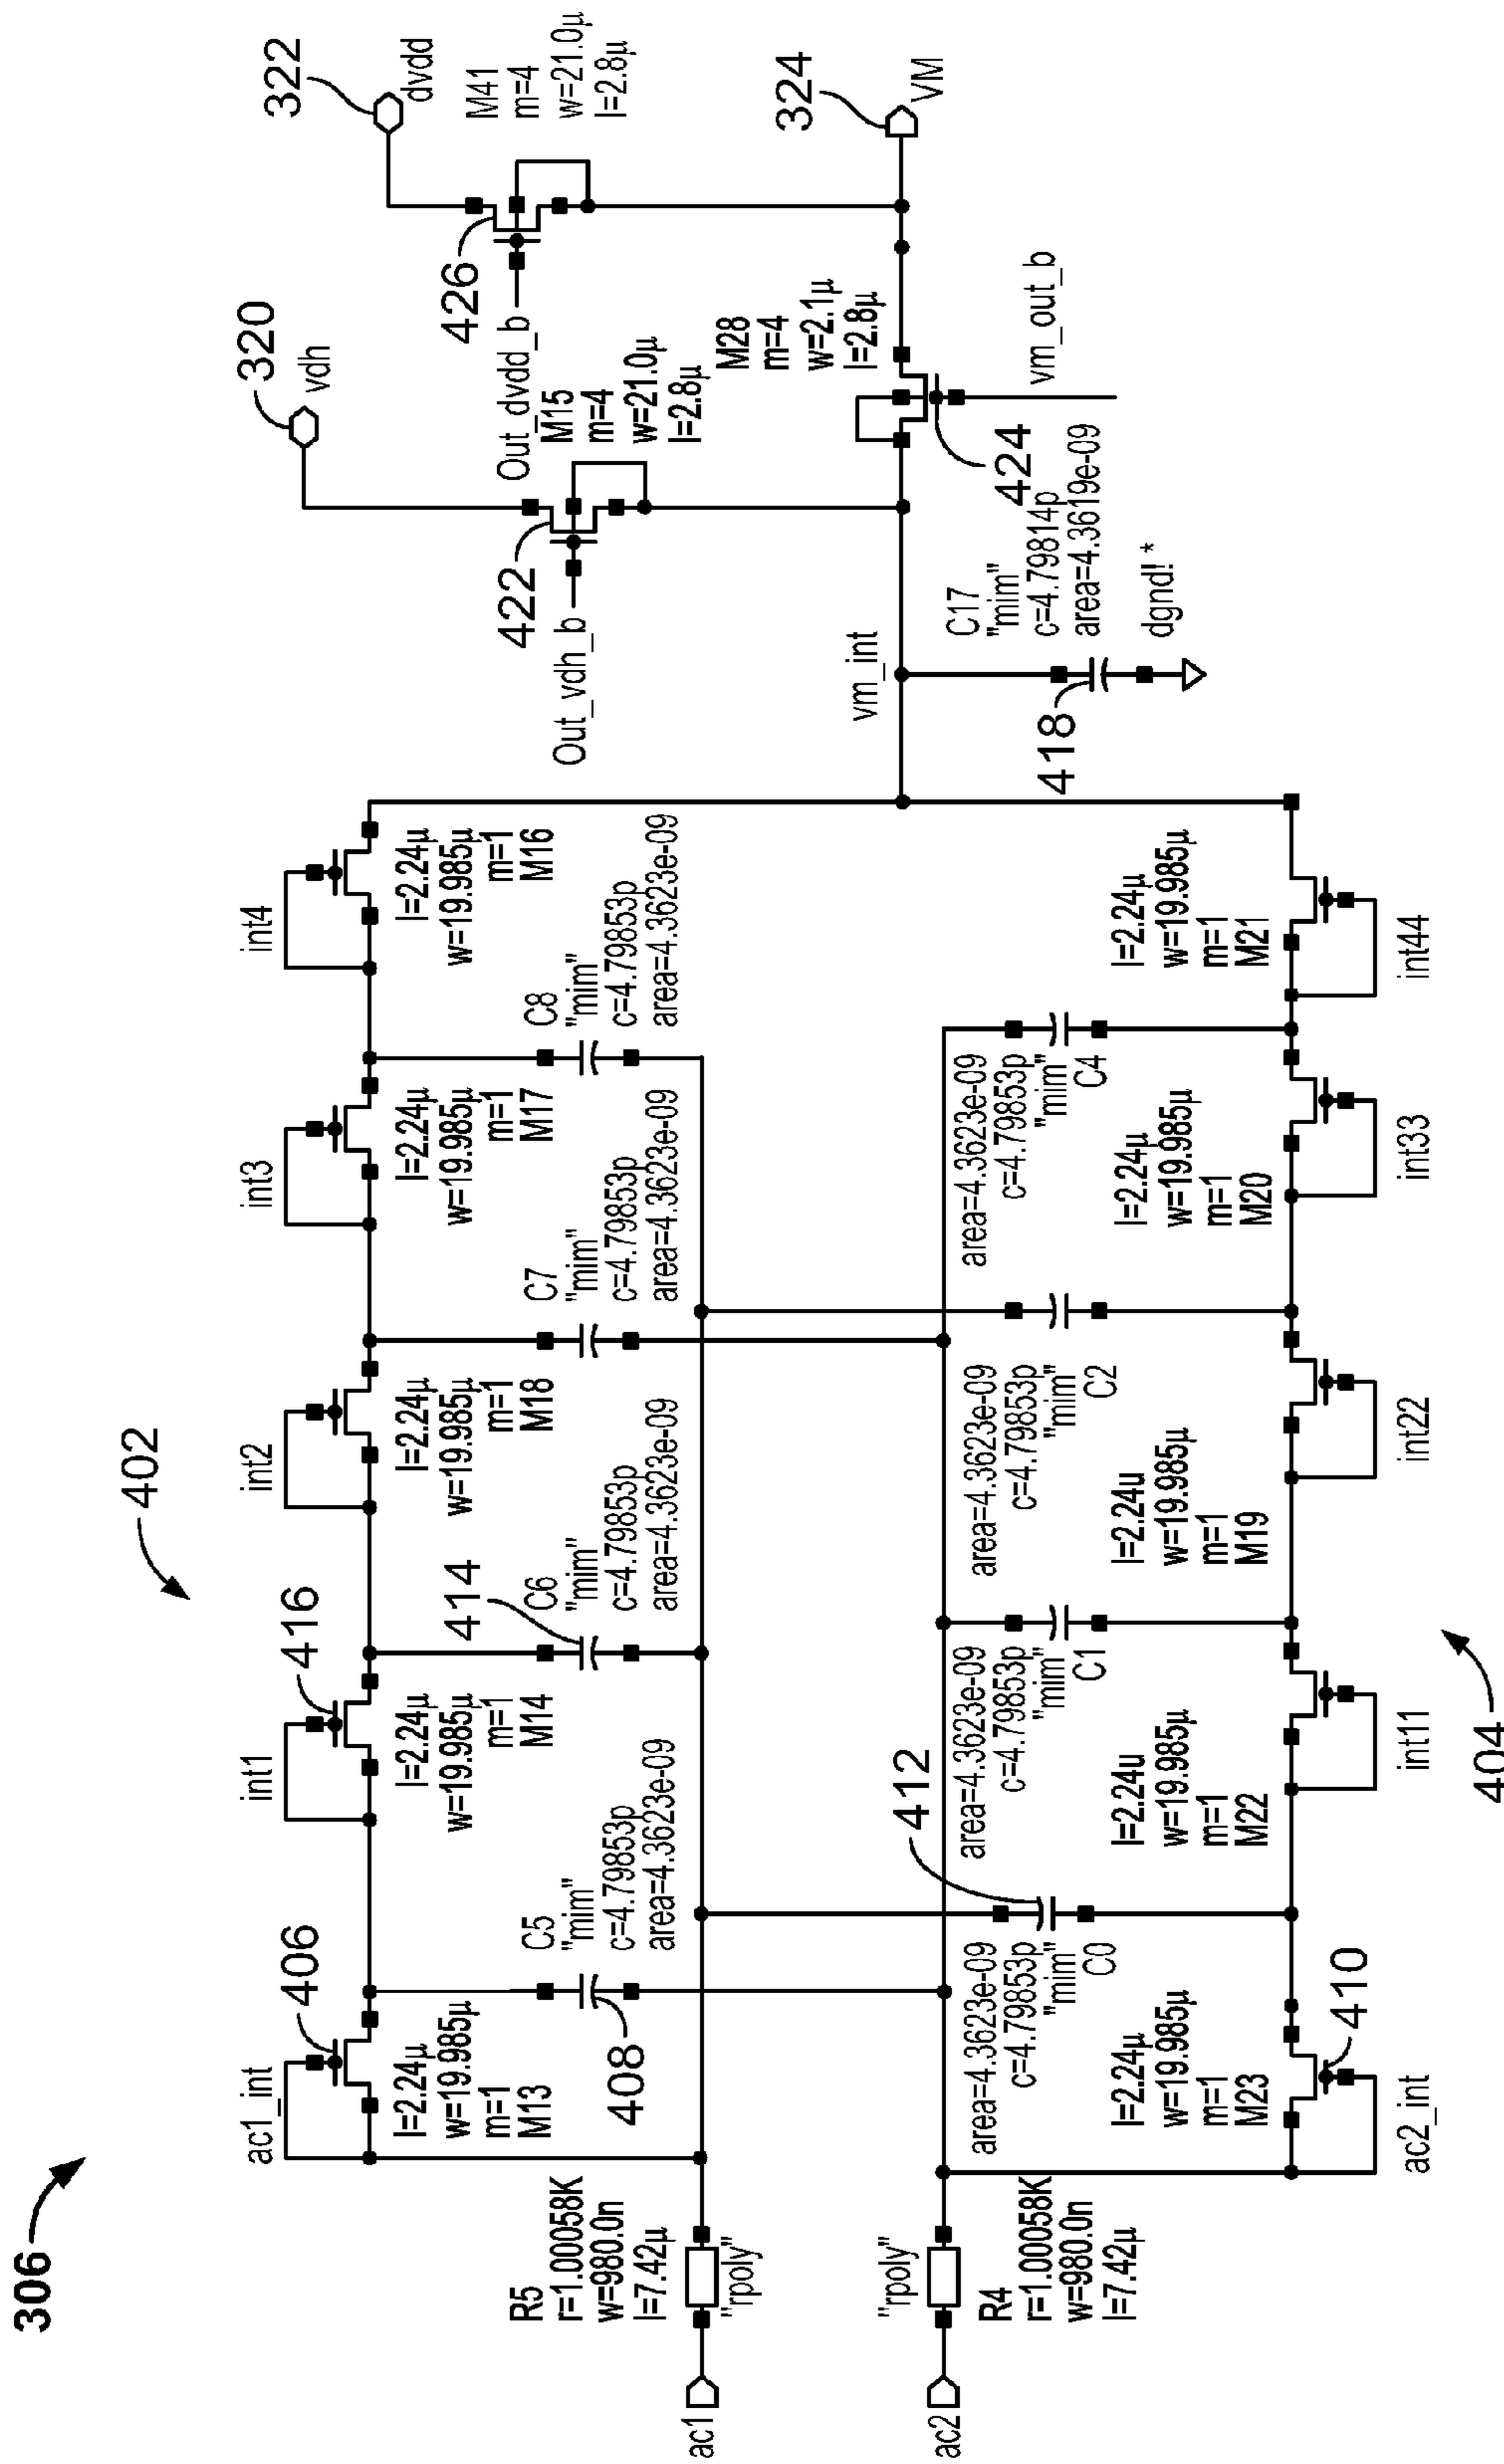 306
402
404
320
vdh
322
dvdd
M41
m=4
w=21.0µ
l=2.8µ
426
Out_dvdd_b
422
Out_vdh_b
M15
m=4
w=21.0µ
l=2.8µ
M28
m=4
w=2.1µ
l=2.8µ
324
VM
424
vm_out_b
vm_int
418
C17
"mim"
c=4.79814p
area=4.3619e-09
dgnd! *
ac1_int
406
l=2.24µ
w=19.985µ
m=1
M13
int1
416
l=2.24µ
w=19.985µ
m=1
M14
int2
l=2.24µ
w=19.985µ
m=1
M18
int3
l=2.24µ
w=19.985µ
m=1
M17
int4
l=2.24µ
w=19.985µ
m=1
M16
408
C5
"mim"
c=4.79853p
area=4.3623e-09
414
C6
"mim"
c=4.79853p
area=4.3623e-09
C7
"mim"
c=4.79853p
area=4.3623e-09
C8
"mim"
c=4.79853p
area=4.3623e-09
R5
r=1.00058K
w=980.0n
l=7.42µ
"rpoly"
ac1
"rpoly"
ac2
R4
r=1.00058K
w=980.0n
l=7.42µ
412
area=4.3623e-09
c=4.79853p
"mim"
C0
area=4.3623e-09
c=4.79853p
"mim"
C1
area=4.3623e-09
c=4.79853p
"mim"
C2
area=4.3623e-09
c=4.79853p
"mim"
C4
l=2.24µ
w=19.985µ
m=1
M23
410
ac2_int
l=2.24u
w=19.985µ
m=1
M22
int11
l=2.24u
w=19.985µ
m=1
M19
int22
l=2.24µ
w=19.985µ
m=1
M20
int33
l=2.24µ
w=19.985µ
m=1
M21
int44